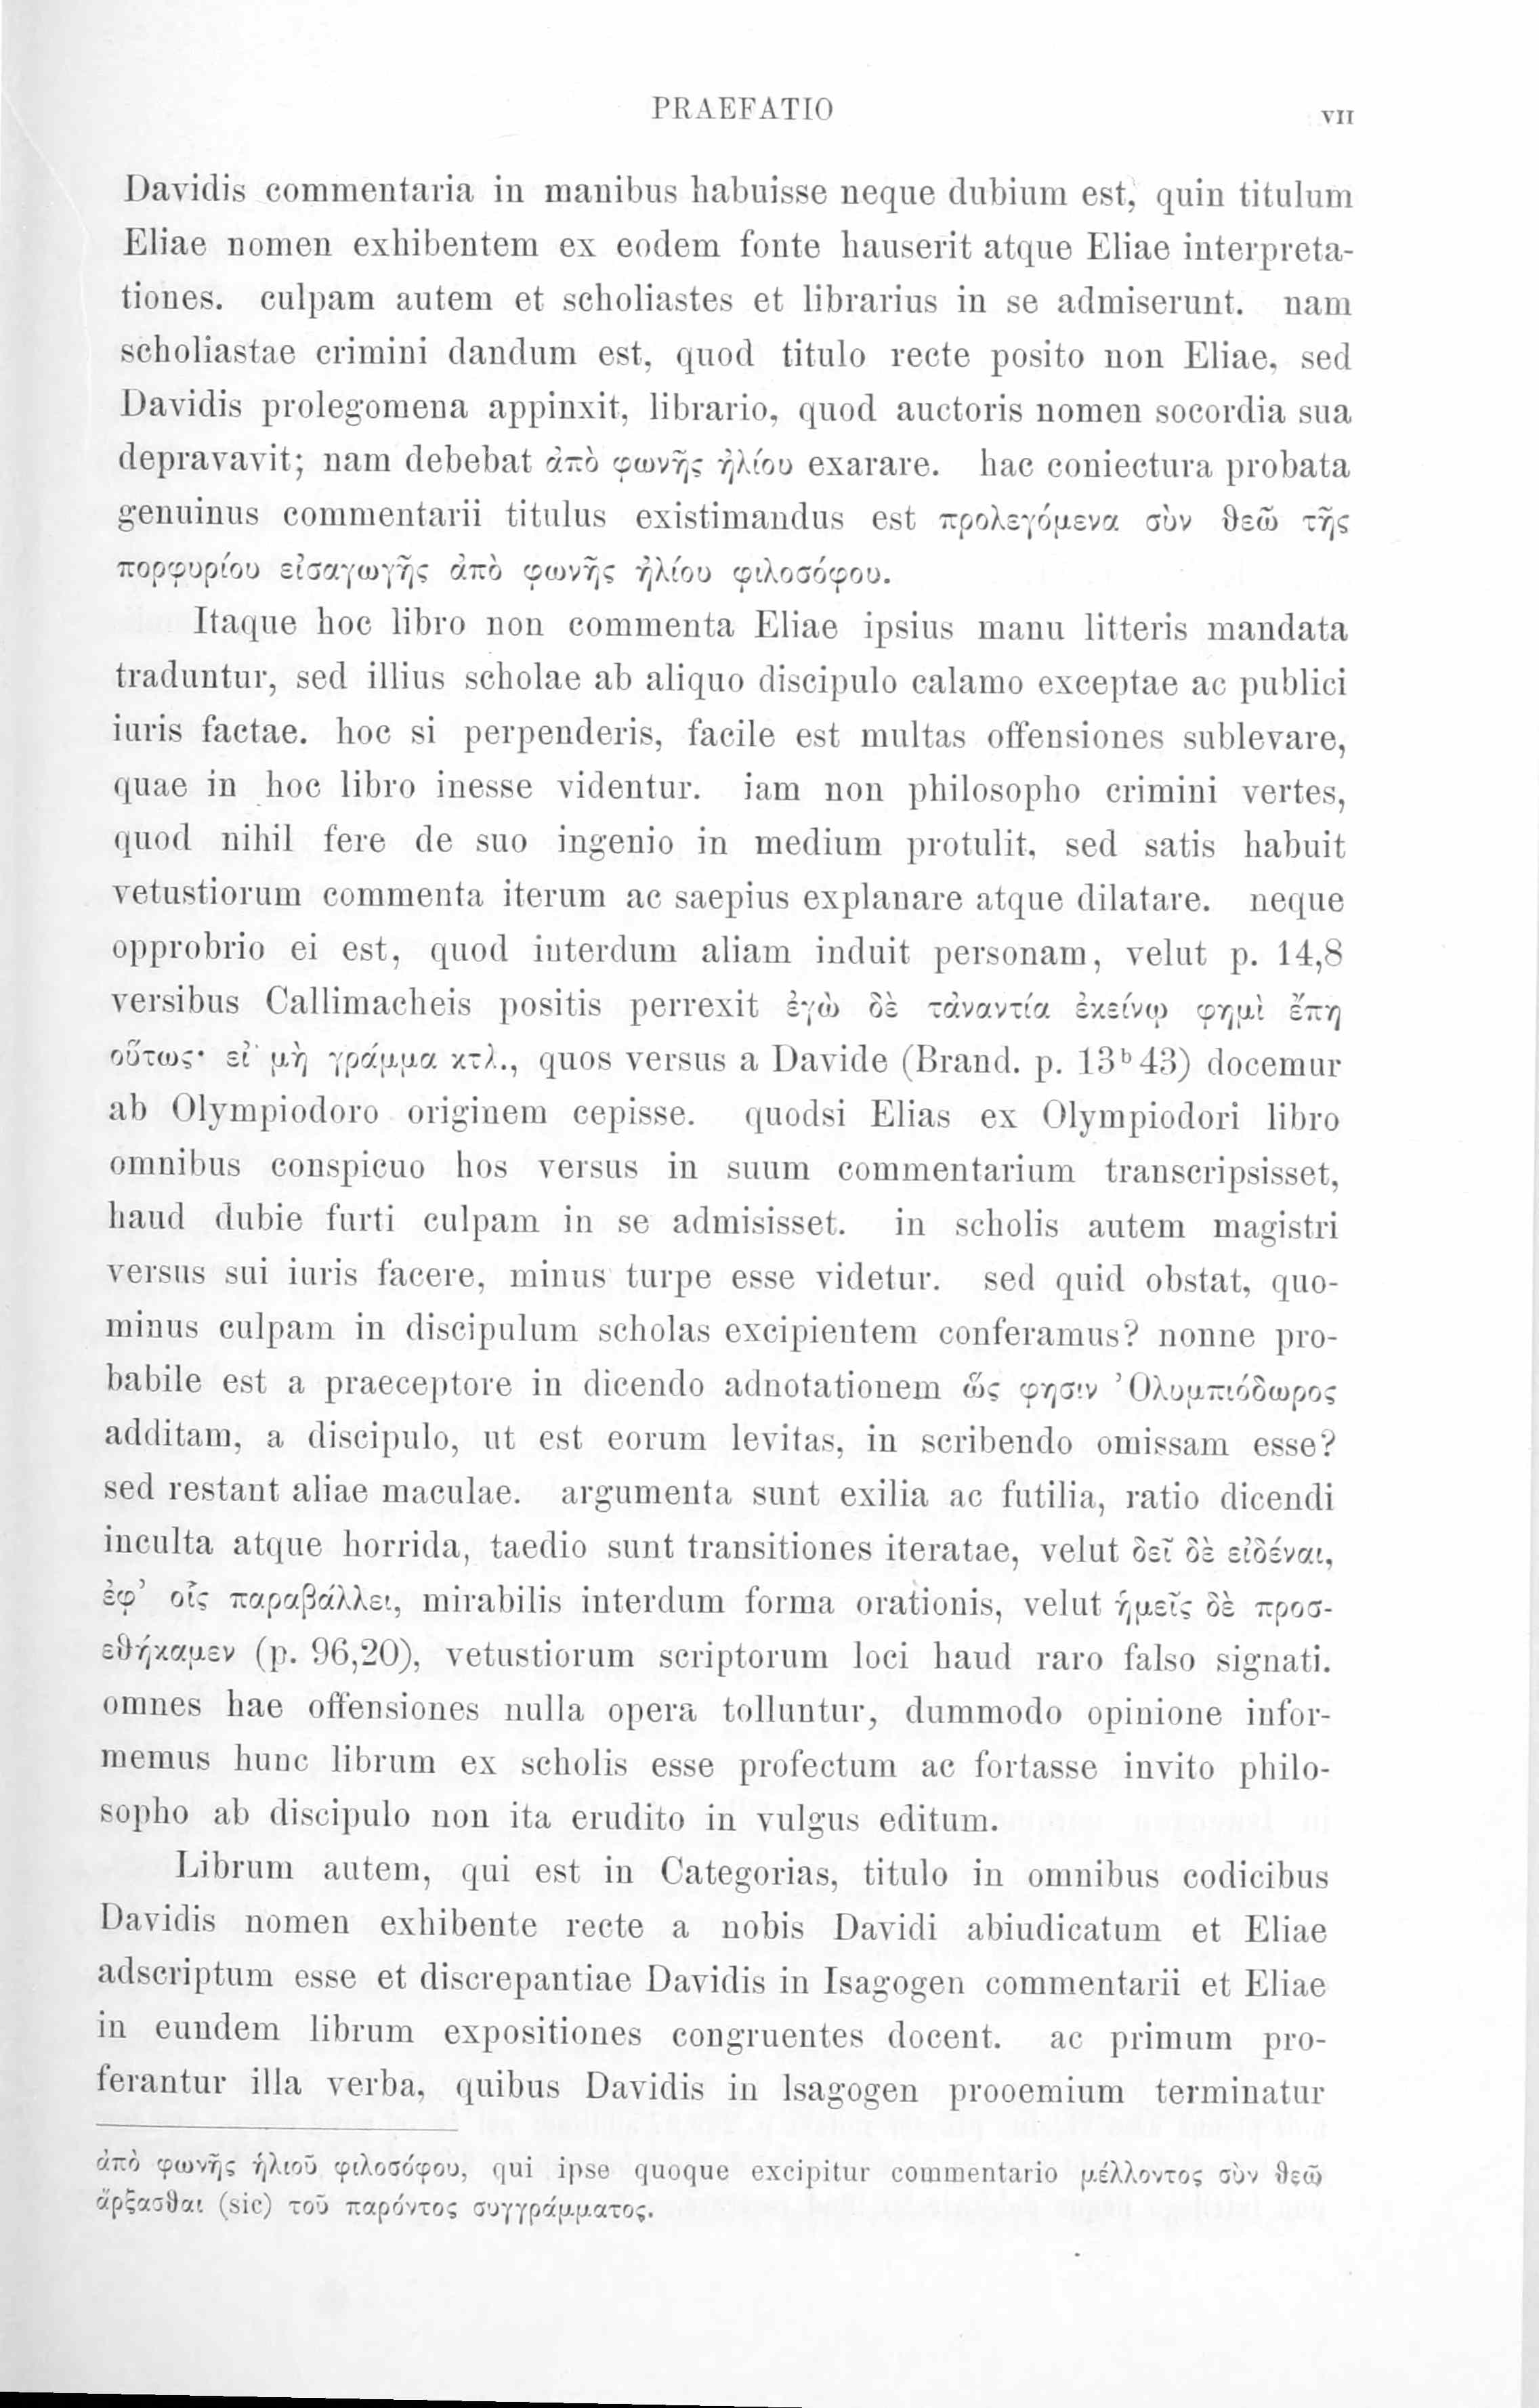 PRAEFATIO VII
Davidis commentaria in manibus habuisse neque dubium est, quin titulum
Eliae nomen exhibentem ex eodem fonte hauserit atque Eliae interpreta-
tiones. culpam autem et scholiastes et librarius in se admiserunt. nam
scholiastae crimini dandum est, quod titulo recte posito non Eliae, sed
Davidis prolegomena appinxit, librario, quod auctoris nomen socordia sua
depravavit; nam debebat ἀπὸ φωνῆς ἠλίου exarare. hac coniectura probata
genuinus commentarii titulus existimandus est προλεγόμενα σὺν θεῶ τῆς
πορφυρίου εἰσαγωγῆς ἀπὸ φωνῆς ἠλίου φιλοσόφου.
Itaque hoc libro non commenta Eliae ipsius manu litteris mandata
traduntur, sed illius scholae ab aliquo discipulo calamo exceptae ac publici
iuris factae. hoc si perpenderis, facile est multas offensiones sublevare,
quae in hoc libro inesse videntur. iam non philosopho crimini vertes,
quod nihil fere de suo ingenio in medium protulit, sed satis habuit
vetustiorum commenta iterum ac saepius explanare atque dilatare. neque
opprobrio ei est, quod interdum aliam induit personam, velut p. 14,8
versibus Callimacheis positis perrexit ἐγὼ δὲ τἀναντία ἐκείνῳ φημὶ ἔπη
οὕτως· εἰ μὴ γράμμα κτλ., quos versus a Davide (Brand. p. 13ᵇ 43) docemur
ab Olympiodoro originem cepisse. quodsi Elias ex Olympiodori libro
omnibus conspicuo hos versus in suum commentarium transcripsisset,
haud dubie furti culpam in se admisisset. in scholis autem magistri
versus sui iuris facere, minus turpe esse videtur. sed quid obstat, quo-
minus culpam in discipulum scholas excipientem conferamus? nonne pro-
babile est a praeceptore in dicendo adnotationem ὥς φησιν Ὀλυμπιόδωρος
additam, a discipulo, ut est eorum levitas, in scribendo omissam esse?
sed restant aliae maculae. argumenta sunt exilia ac futilia, ratio dicendi
inculta atque horrida, taedio sunt transitiones iteratae, velut δεῖ δὲ εἰδέναι,
ἐφ’ οἷς παραβάλλει, mirabilis interdum forma orationis, velut ἡμεῖς δὲ προσ-
εθήκαμεν (p. 96,20), vetustiorum scriptorum loci haud raro falso signati.
omnes hae offensiones nulla opera tolluntur, dummodo opinione infor-
memus hunc librum ex scholis esse profectum ac fortasse invito philo-
sopho ab discipulo non ita erudito in vulgus editum.
Librum autem, qui est in Categorias, titulo in omnibus codicibus
Davidis nomen exhibente recte a nobis Davidi abiudicatum et Eliae
adscriptum esse et discrepantiae Davidis in Isagogen commentarii et Eliae
in eundem librum expositiones congruentes docent. ac primum pro-
ferantur illa verba, quibus Davidis in Isagogen prooemium terminatur
ἀπὸ φωνῆς ἡλιοῦ φιλοσόφου, qui ipse quoque excipitur commentario μέλλοντος σὺν θεῷ
ἄρξασθαι (sic) τοῦ παρόντος συγγράμματος.